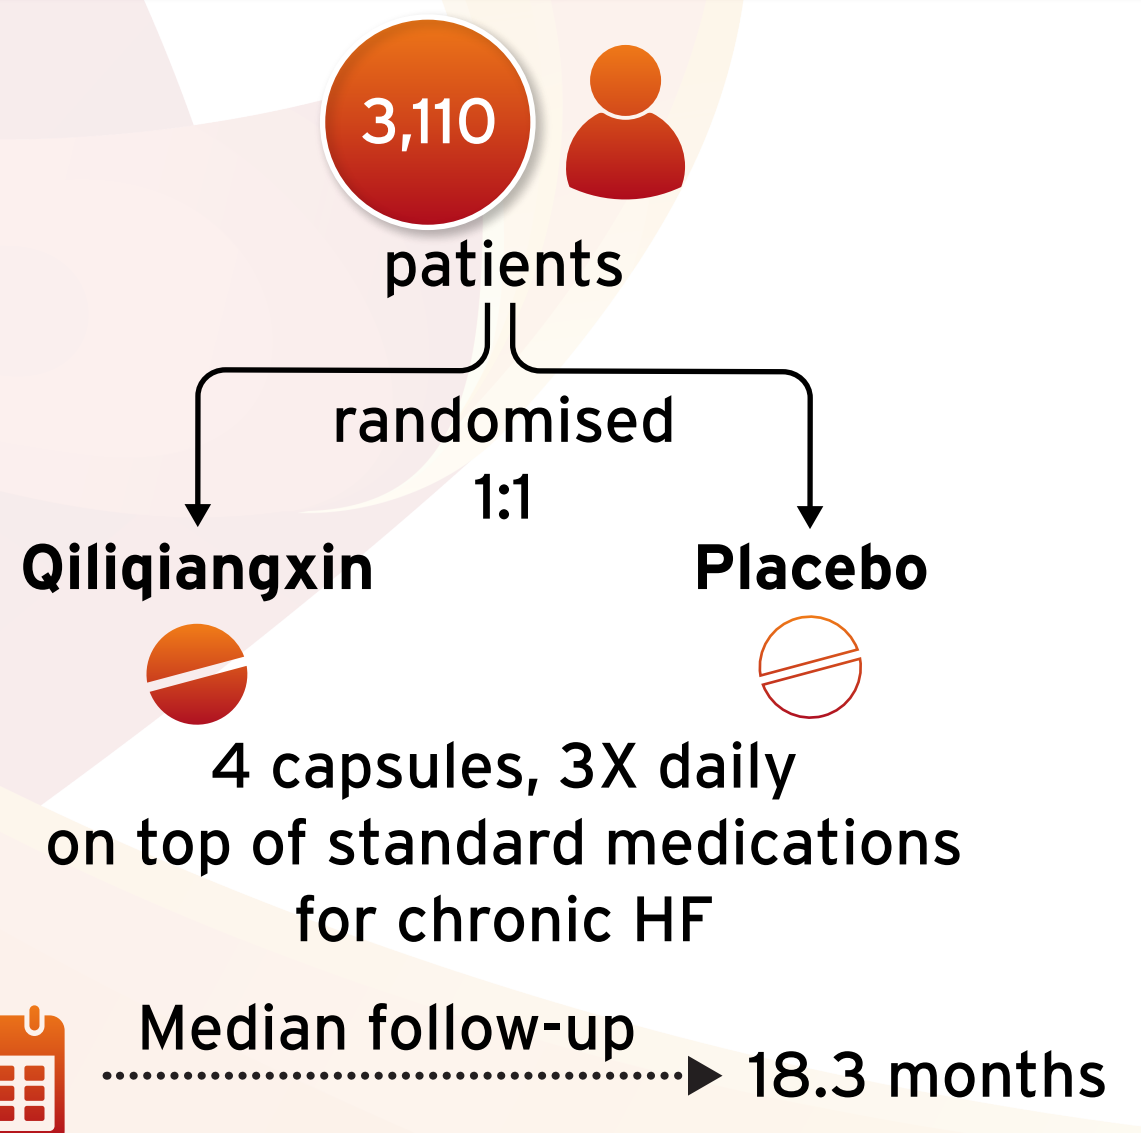 3,110
patients
randomised
1:1
Qiliqiangxin
Placebo
4 capsules, 3X daily
on top of standard medications
for chronic HF
Median follow-up
18.3 months